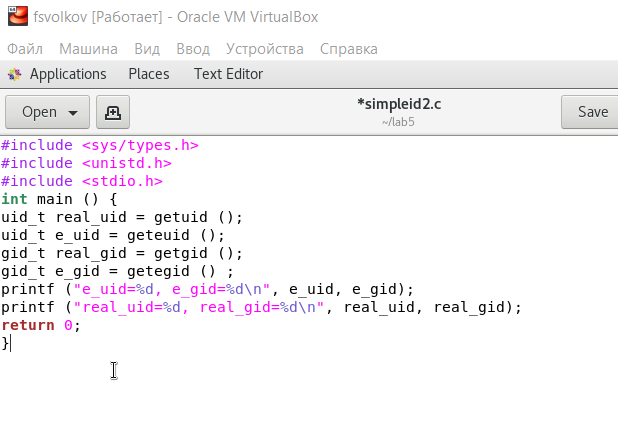 fsvolkov [Работает] - Oracle VM VirtualBox
Файл Машина Вид Ввод Устройства Справка
Applications Places Text Editor
Open *simpleid2.c Save
~/lab5
#include <sys/types.h>
#include <unistd.h>
#include <stdio.h>
int main () {
uid_t real_uid = getuid ();
uid_t e_uid = geteuid ();
gid_t real_gid = getgid ();
gid_t e_gid = getegid () ;
printf ("e_uid=%d, e_gid=%d\n", e_uid, e_gid);
printf ("real_uid=%d, real_gid=%d\n", real_uid, real_gid);
return 0;
}